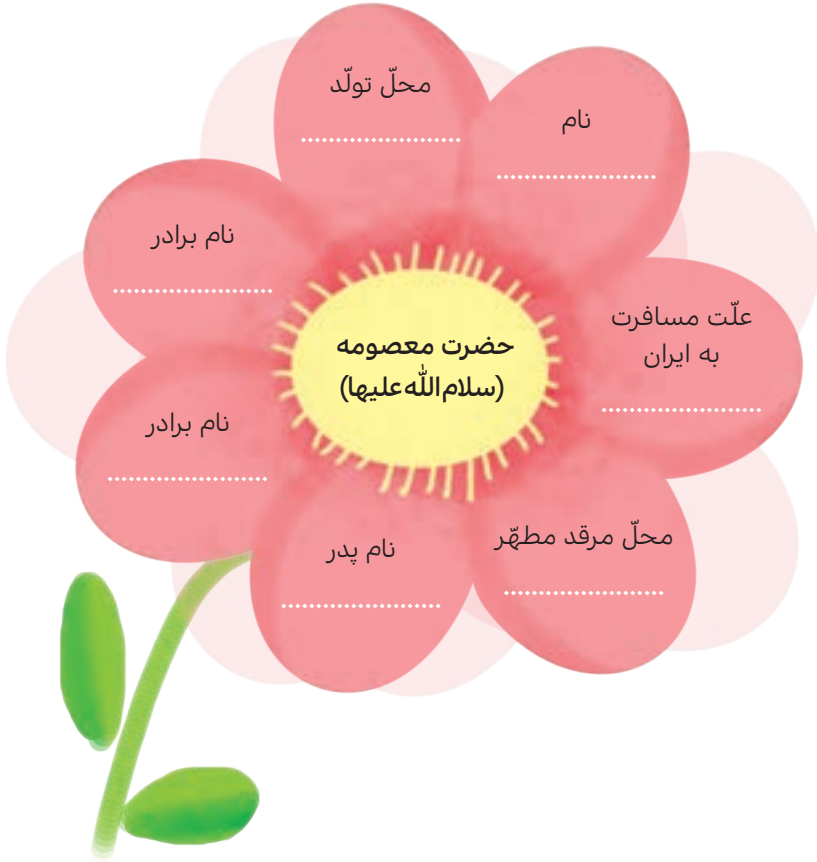 محلّ تولّد
نام
نام برادر
علّت مسافرت
به ایران
حضرت معصومه
(سلام‌اللّٰه‌علیها)
نام برادر
محلّ مرقد مطهّر
نام پدر